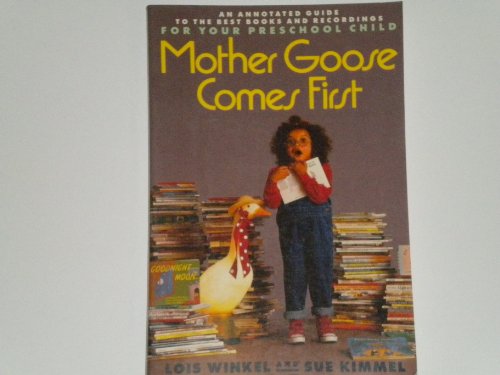 AN ANNOTATED GUIDE
TO THE BEST BOOKS AND RECORDINGS
FOR YOUR PRESCHOOL CHILD
Mother Goose
Comes First
GOODNIGHT
MOON
LOIS WINKEL AND SUE KIMMEL